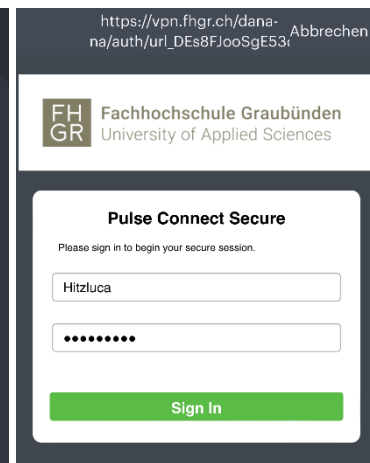 https://vpn.fhgr.ch/dana-
na/auth/url_DEs8FJooSgE53
Abbrechen
FH
GR
Fachhochschule Graubünden
University of Applied Sciences
Pulse Connect Secure
Please sign in to begin your secure session.
Hitzluca
•••••••••
Sign In